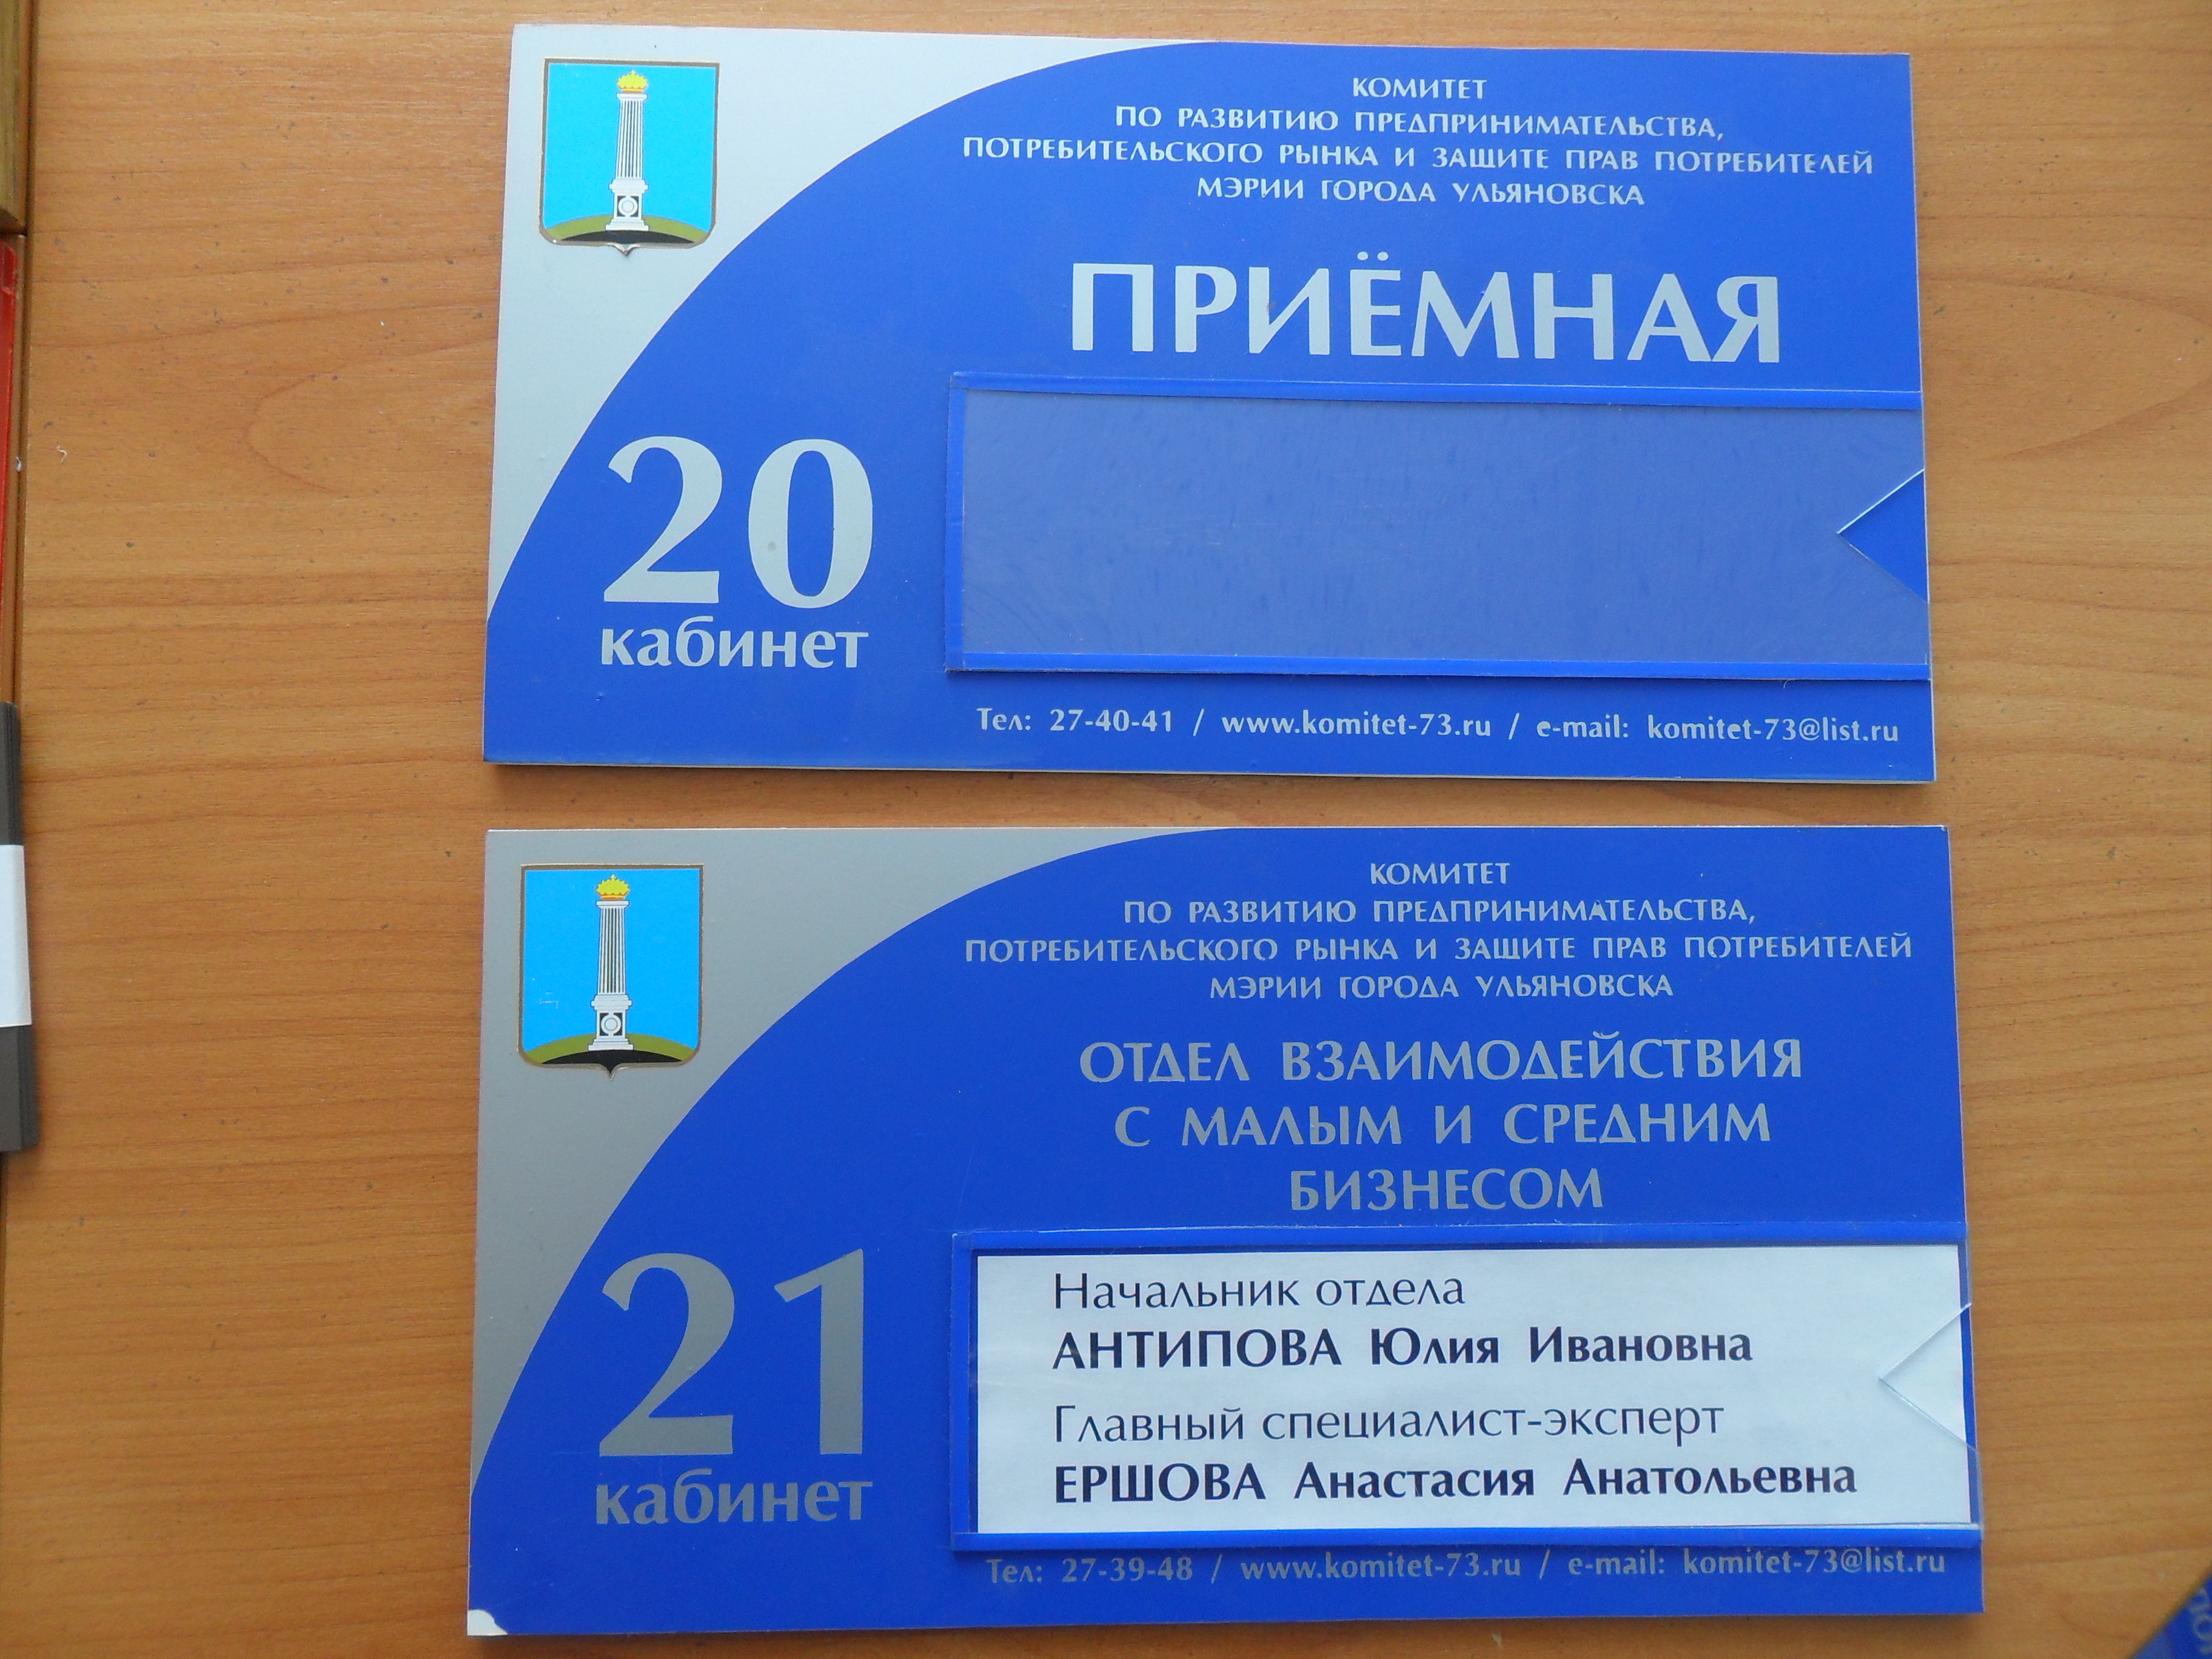 КОМИТЕТ
ПО РАЗВИТИЮ ПРЕДПРИНИМАТЕЛЬСТВА,
ПОТРЕБИТЕЛЬСКОГО РЫНКА И ЗАЩИТЕ ПРАВ ПОТРЕБИТЕЛЕЙ
МЭРИИ ГОРОДА УЛЬЯНОВСКА
ПРИЁМНАЯ
20
кабинет
Тел: 27-40-41 / www.komitet-73.ru / e-mail: komitet-73@list.ru
КОМИТЕТ
ПО РАЗВИТИЮ ПРЕДПРИНИМАТЕЛЬСТВА,
ПОТРЕБИТЕЛЬСКОГО РЫНКА И ЗАЩИТЕ ПРАВ ПОТРЕБИТЕЛЕЙ
МЭРИИ ГОРОДА УЛЬЯНОВСКА
ОТДЕЛ ВЗАИМОДЕЙСТВИЯ
С МАЛЫМ И СРЕДНИМ
БИЗНЕСОМ
21
кабинет
Начальник отдела
АНТИПОВА Юлия Ивановна
Главный специалист-эксперт
ЕРШОВА Анастасия Анатольевна
Тел: 27-39-48 / www.komitet-73.ru / e-mail: komitet-73@list.ru